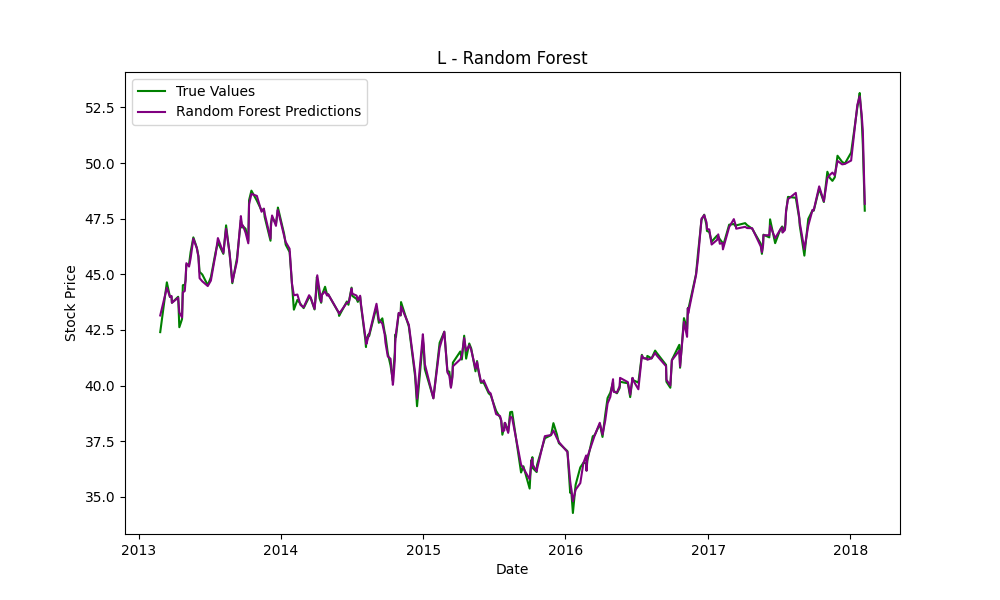 L - Random Forest
True Values
Random Forest Predictions
Stock Price
52.5
50.0
47.5
45.0
42.5
40.0
37.5
35.0
2013 2014 2015 2016 2017 2018
Date